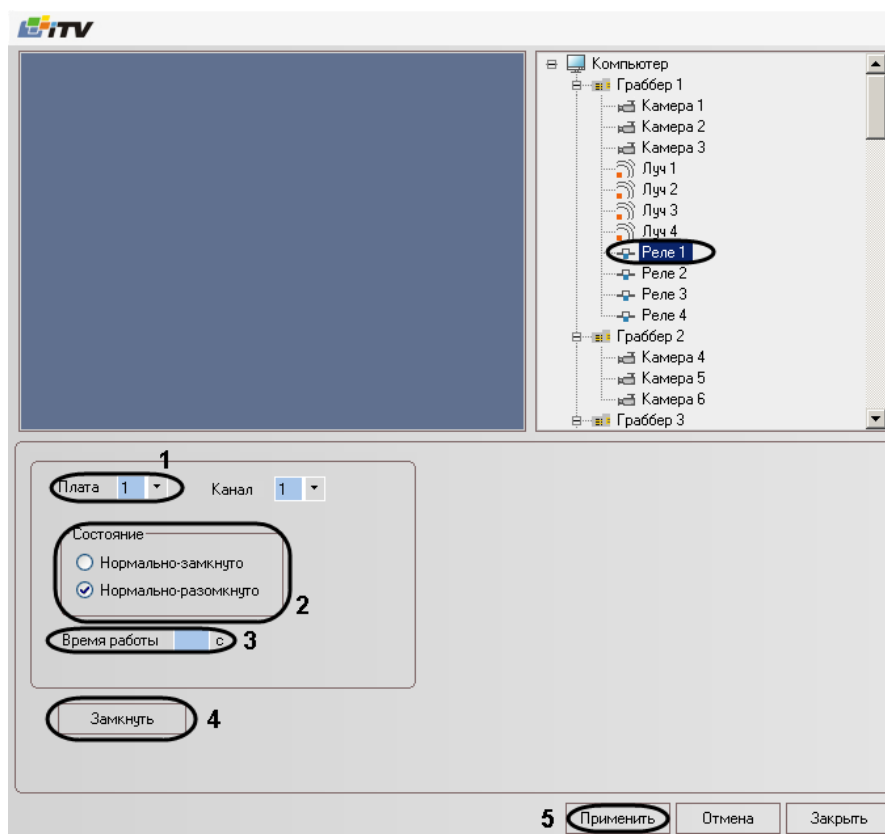 iTV
Компьютер
Граббер 1
Камера 1
Камера 2
Камера 3
Луч 1
Луч 2
Луч 3
Луч 4
Реле 1
Реле 2
Реле 3
Реле 4
Граббер 2
Камера 4
Камера 5
Камера 6
Граббер 3
1
Плата 1 Канал 1
Состояние
Нормально-замкнуто
Нормально-разомкнуто
2
Время работы с 3
Замкнуть 4
5 Применить Отмена Закрыть